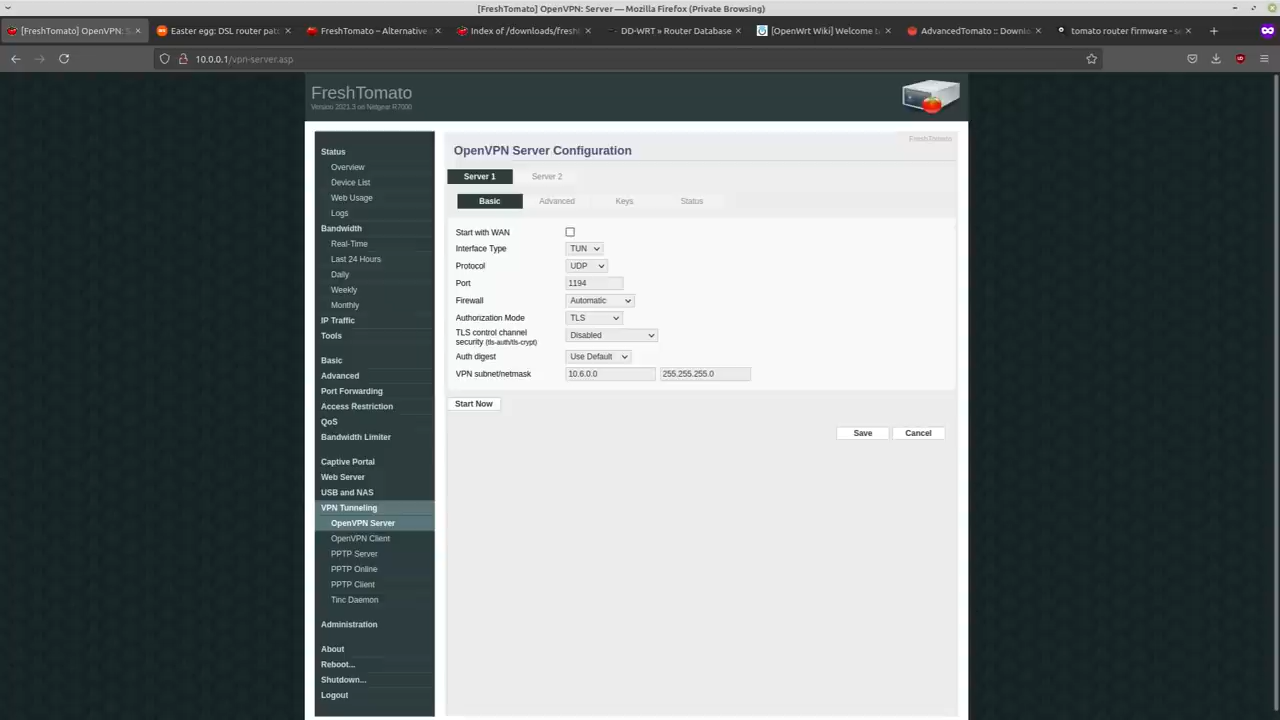 [FreshTomato] OpenVPN: Server — Mozilla Firefox (Private Browsing)
[FreshTomato] OpenVPN: S
Easter egg: DSL router pat
FreshTomato – Alternative
Index of /downloads/fresh
DD-WRT » Router Database
[OpenWrt Wiki] Welcome t
AdvancedTomato :: Downlo
tomato router firmware - se
10.0.0.1/vpn-server.asp
FreshTomato
Version 2021.3 on Netgear R7000
FreshTomato
Status
Overview
Device List
Web Usage
Logs
Bandwidth
Real-Time
Last 24 Hours
Daily
Weekly
Monthly
IP Traffic
Tools
Basic
Advanced
Port Forwarding
Access Restriction
QoS
Bandwidth Limiter
Captive Portal
Web Server
USB and NAS
VPN Tunneling
OpenVPN Server
OpenVPN Client
PPTP Server
PPTP Online
PPTP Client
Tinc Daemon
Administration
About
Reboot...
Shutdown...
Logout
OpenVPN Server Configuration
Server 1 Server 2
Basic Advanced Keys Status
Start with WAN
Interface Type TUN
Protocol UDP
Port 1194
Firewall Automatic
Authorization Mode TLS
TLS control channel
security (tls-auth/tls-crypt) Disabled
Auth digest Use Default
VPN subnet/netmask 10.6.0.0 255.255.255.0
Start Now
Save Cancel